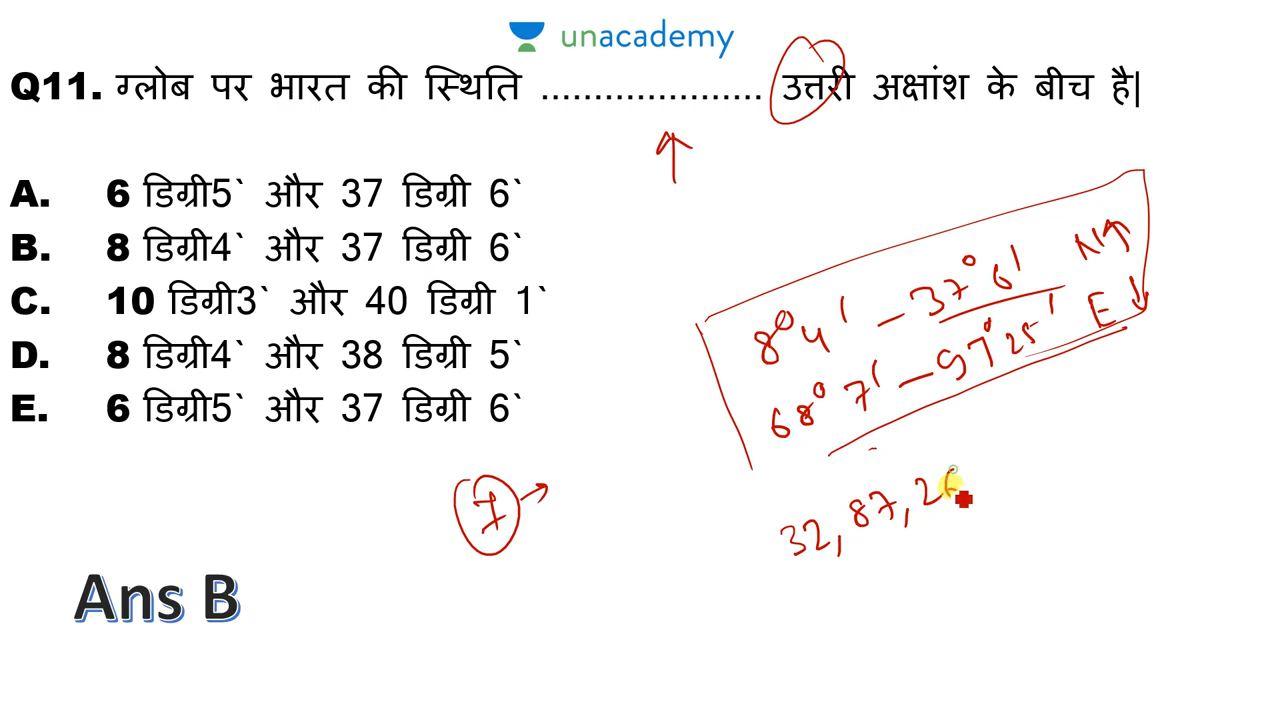 unacademy
Q11. ग्लोब पर भारत की स्थिति ..................... उत्तरी अक्षांश के बीच है|
A. 6 डिग्री5` और 37 डिग्री 6`
B. 8 डिग्री4` और 37 डिग्री 6`
C. 10 डिग्री3` और 40 डिग्री 1`
D. 8 डिग्री4` और 38 डिग्री 5`
E. 6 डिग्री5` और 37 डिग्री 6`
8° 4' – 37° 6' N↑
68° 7' – 97° 25' E
7
32, 87, 26
Ans B